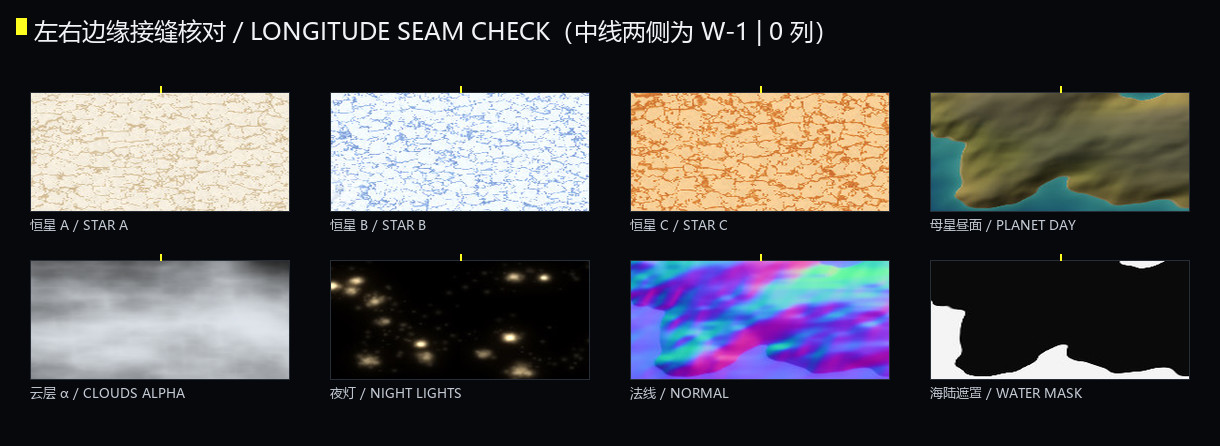 左右边缘接缝核对 / LONGITUDE SEAM CHECK（中线两侧为 W-1 | 0 列）
恒星 A / STAR A
恒星 B / STAR B
恒星 C / STAR C
母星昼面 / PLANET DAY
云层 α / CLOUDS ALPHA
夜灯 / NIGHT LIGHTS
法线 / NORMAL
海陆遮罩 / WATER MASK